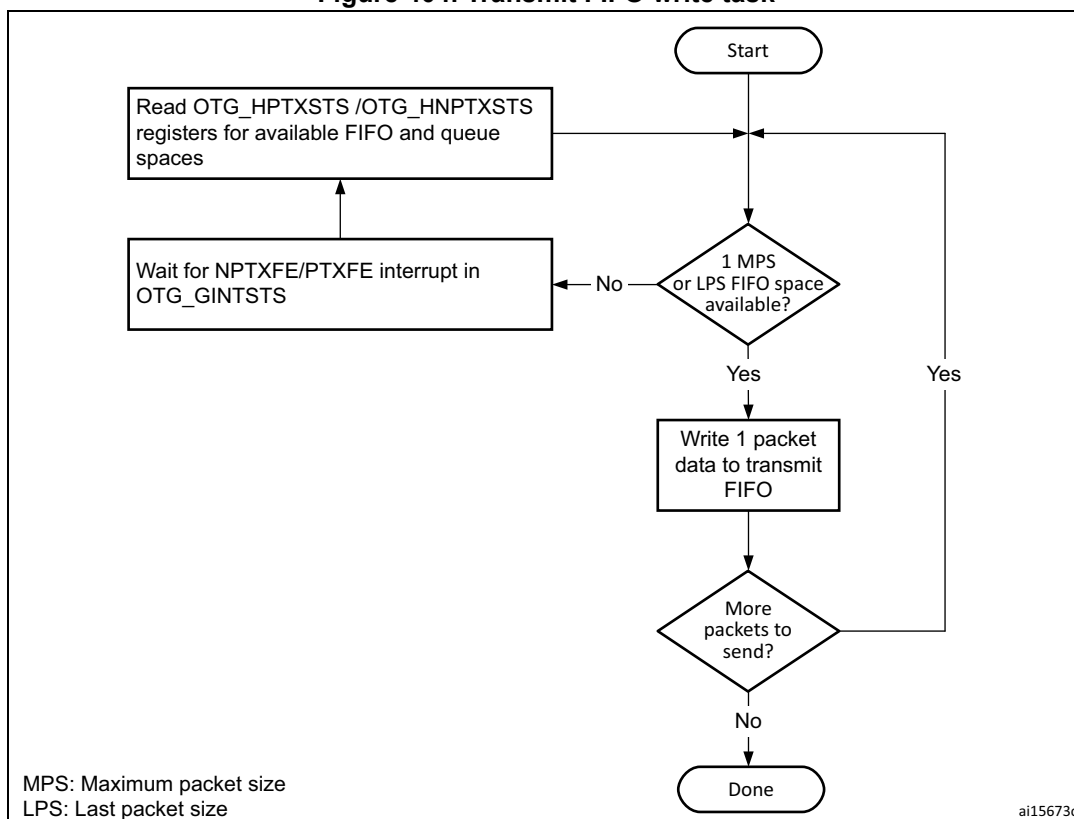 Start
Read OTG_HPTXSTS /OTG_HNPTXSTS
registers for available FIFO and queue
spaces
1 MPS
or LPS FIFO space
available?
No
Wait for NPTXFE/PTXFE interrupt in
OTG_GINTSTS
Yes
Yes
Write 1 packet
data to transmit
FIFO
More
packets to
send?
No
Done
MPS: Maximum packet size
LPS: Last packet size